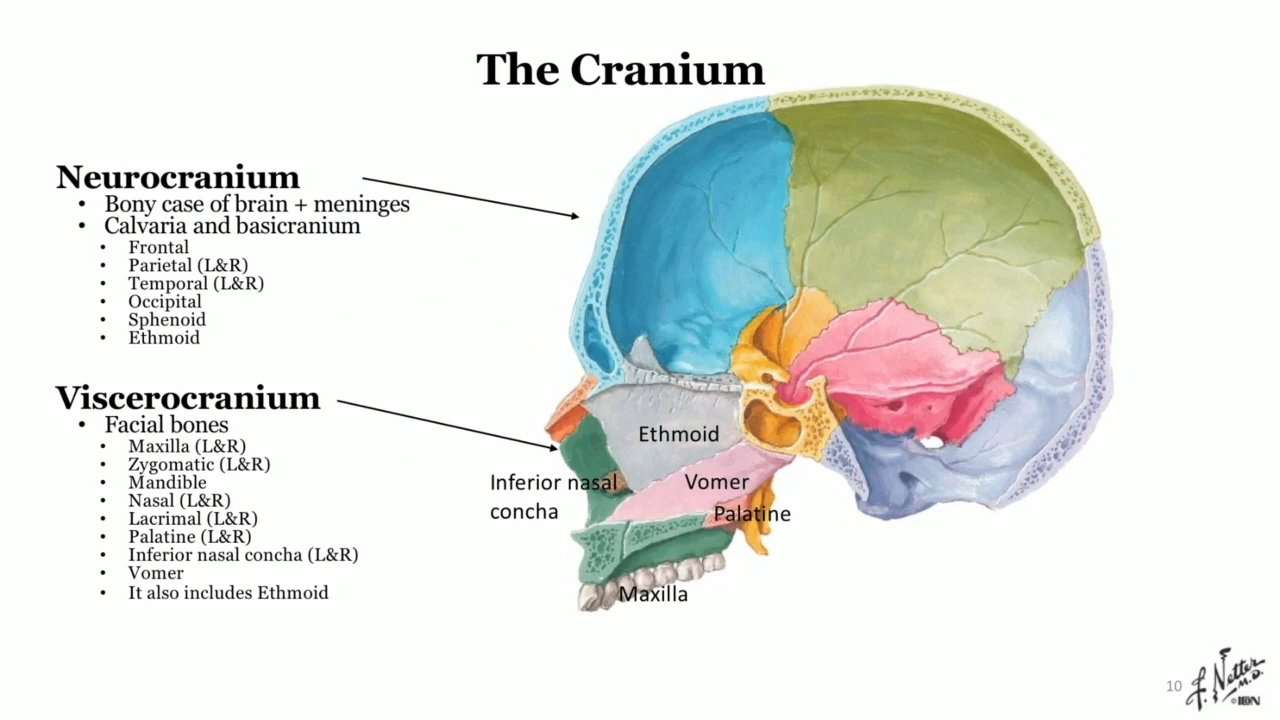 The Cranium
Neurocranium
• Bony case of brain + meninges
• Calvaria and basicranium
• Frontal
• Parietal (L&R)
• Temporal (L&R)
• Occipital
• Sphenoid
• Ethmoid
Viscerocranium
• Facial bones
• Maxilla (L&R)
• Zygomatic (L&R)
• Mandible
• Nasal (L&R)
• Lacrimal (L&R)
• Palatine (L&R)
• Inferior nasal concha (L&R)
• Vomer
• It also includes Ethmoid
Ethmoid
Inferior nasal
concha
Vomer
Palatine
Maxilla
10
F. Netter
M.D.
©